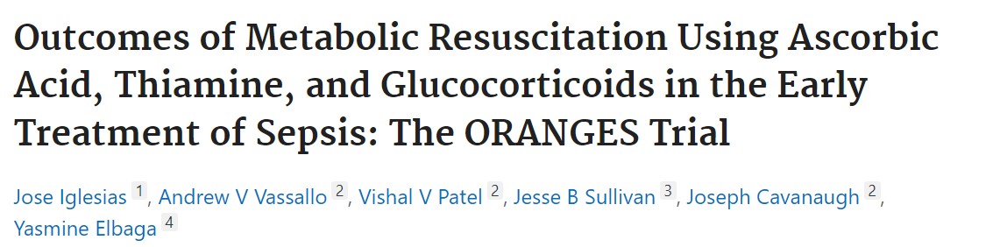 Outcomes of Metabolic Resuscitation Using Ascorbic
Acid, Thiamine, and Glucocorticoids in the Early
Treatment of Sepsis: The ORANGES Trial
Jose Iglesias 1, Andrew V Vassallo 2, Vishal V Patel 2, Jesse B Sullivan 3, Joseph Cavanaugh 2,
Yasmine Elbaga 4